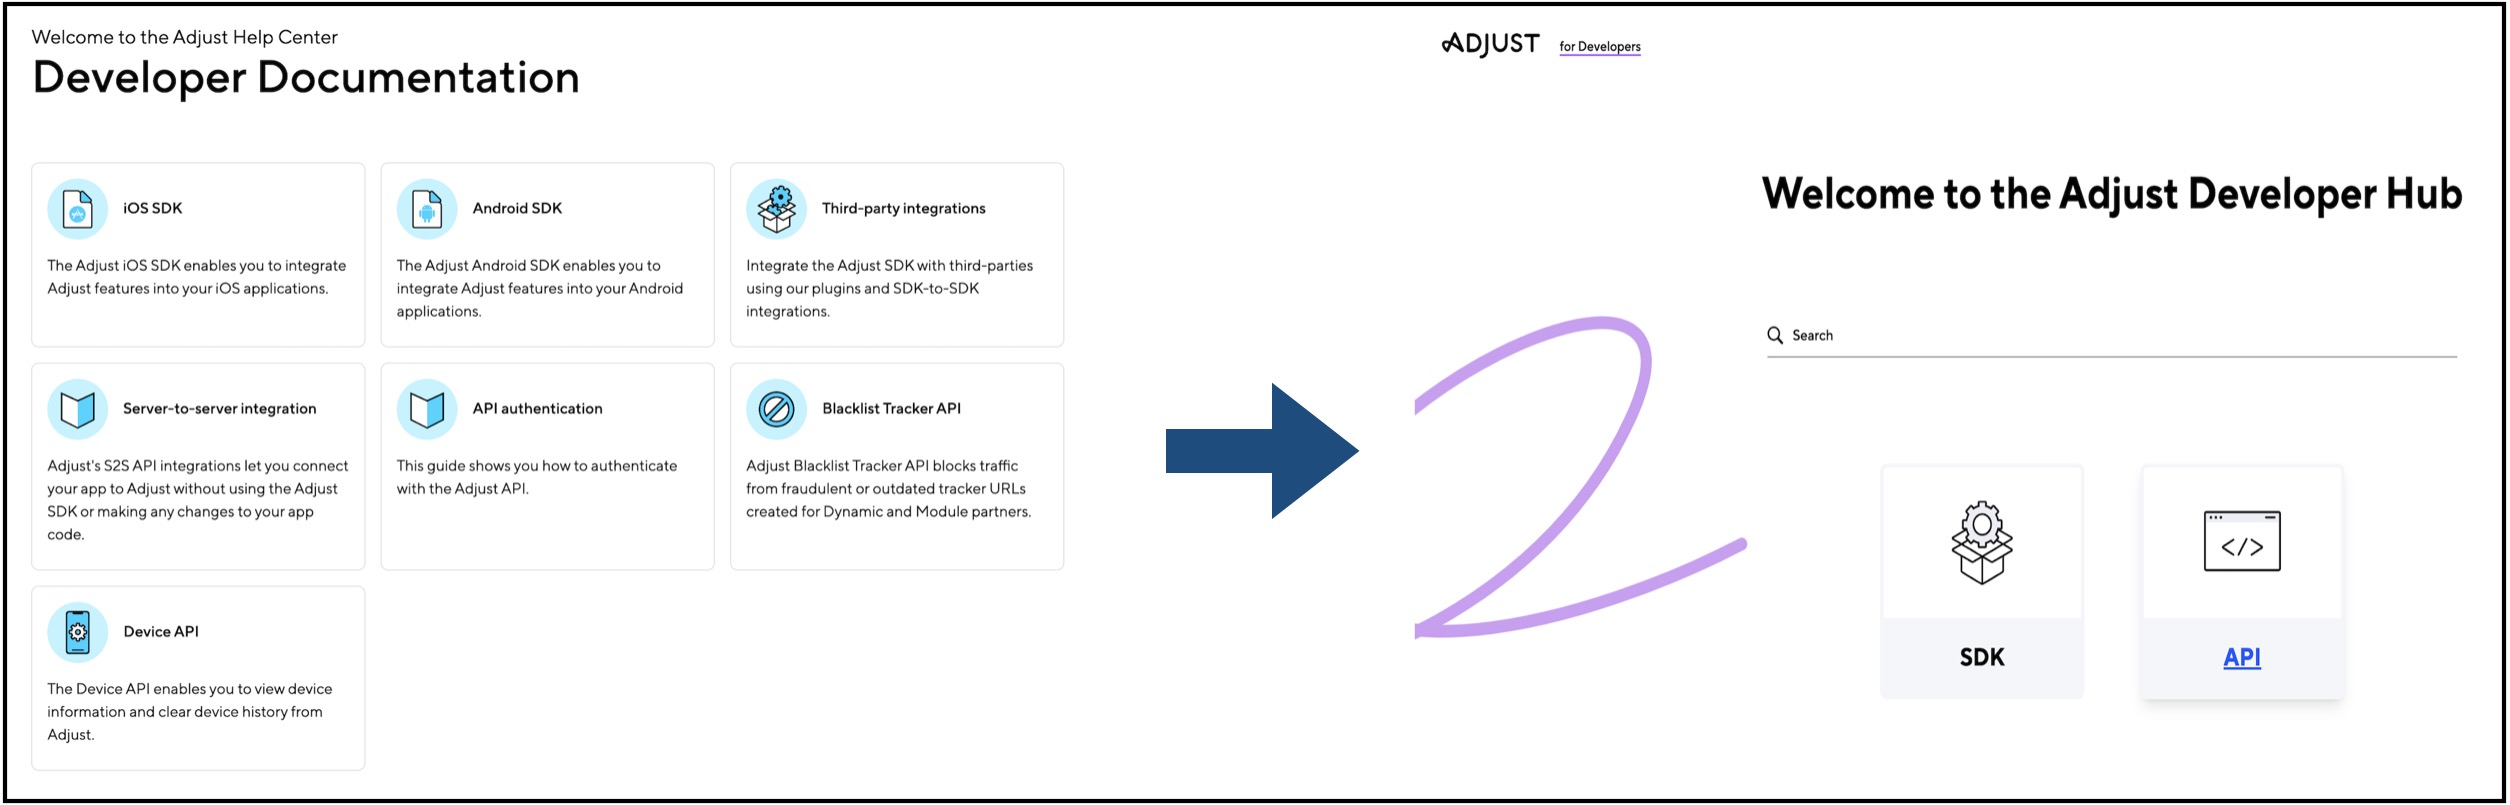 Welcome to the Adjust Help Center
Developer Documentation
iOS SDK
The Adjust iOS SDK enables you to integrate
Adjust features into your iOS applications.
Android SDK
The Adjust Android SDK enables you to
integrate Adjust features into your Android
applications.
Third-party integrations
Integrate the Adjust SDK with third-parties
using our plugins and SDK-to-SDK
integrations.
Server-to-server integration
Adjust's S2S API integrations let you connect
your app to Adjust without using the Adjust
SDK or making any changes to your app
code.
API authentication
This guide shows you how to authenticate
with the Adjust API.
Blacklist Tracker API
Adjust Blacklist Tracker API blocks traffic
from fraudulent or outdated tracker URLs
created for Dynamic and Module partners.
Device API
The Device API enables you to view device
information and clear device history from
Adjust.
ADJUST for Developers
Welcome to the Adjust Developer Hub
Search
</>
SDK
API